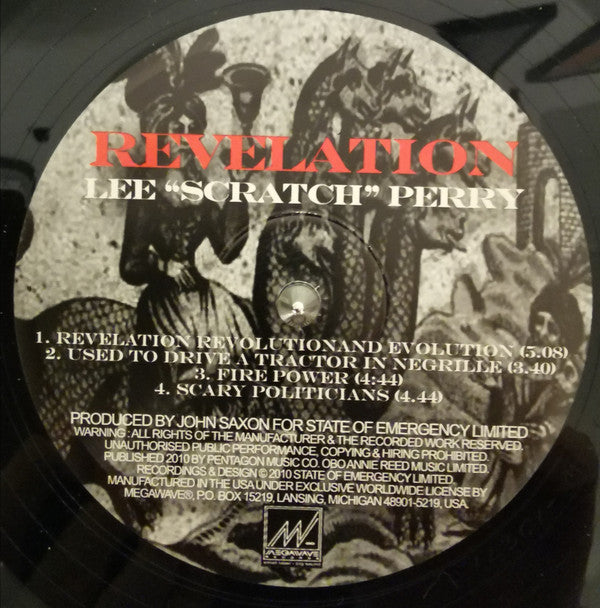 REVELATION
LEE “SCRATCH” PERRY
1. REVELATION REVOLUTIONAND EVOLUTION (5.08)
2. USED TO DRIVE A TRACTOR IN NEGRILLE (3.40)
3. FIRE POWER (4:44)
4. SCARY POLITICIANS (4.44)
PRODUCED BY JOHN SAXON FOR STATE OF EMERGENCY LIMITED
WARNING : ALL RIGHTS OF THE MANUFACTURER & THE RECORDED WORK RESERVED.
UNAUTHORISED PUBLIC PERFORMANCE, COPYING & HIRING PROHIBITED.
PUBLISHED 2010 BY PENTAGON MUSIC CO. OBO ANNIE REED MUSIC LIMITED.
RECORDINGS & DESIGN © 2010 STATE OF EMERGENCY LIMITED.
MANUFACTURED IN THE USA UNDER EXCLUSIVE WORLDWIDE LICENSE BY
MEGAWAVE®, P.O. BOX 15219, LANSING, MICHIGAN 48901-5219, USA.
MEGAWAVE
RECORDS